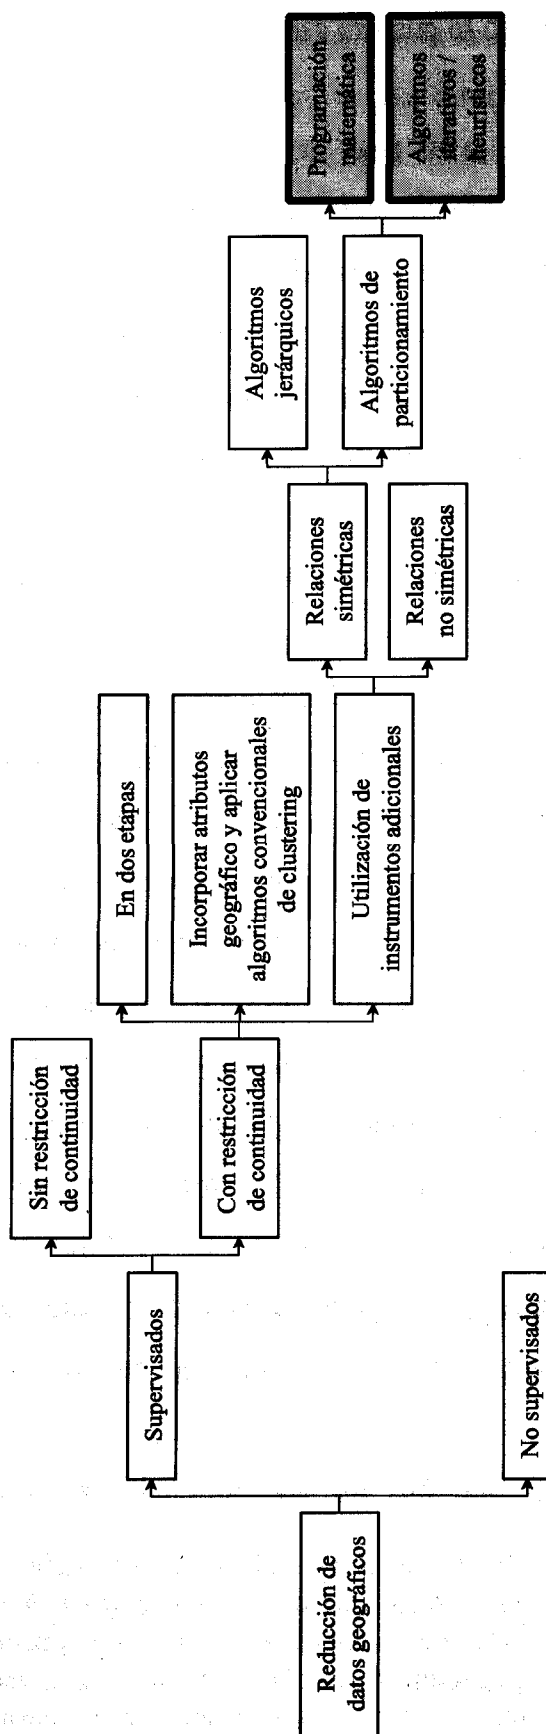 Reducción de
datos geográficos
Supervisados
No supervisados
Sin restricción
de continuidad
Con restricción
de continuidad
En dos etapas
Incorporar atributos
geográfico y aplicar
algoritmos convencionales
de clustering
Utilización de
instrumentos adicionales
Relaciones
simétricas
Relaciones
no simétricas
Algoritmos
jerárquicos
Algoritmos de
particionamiento
Programación
matemática
Algoritmos
iterativos /
heurísticos